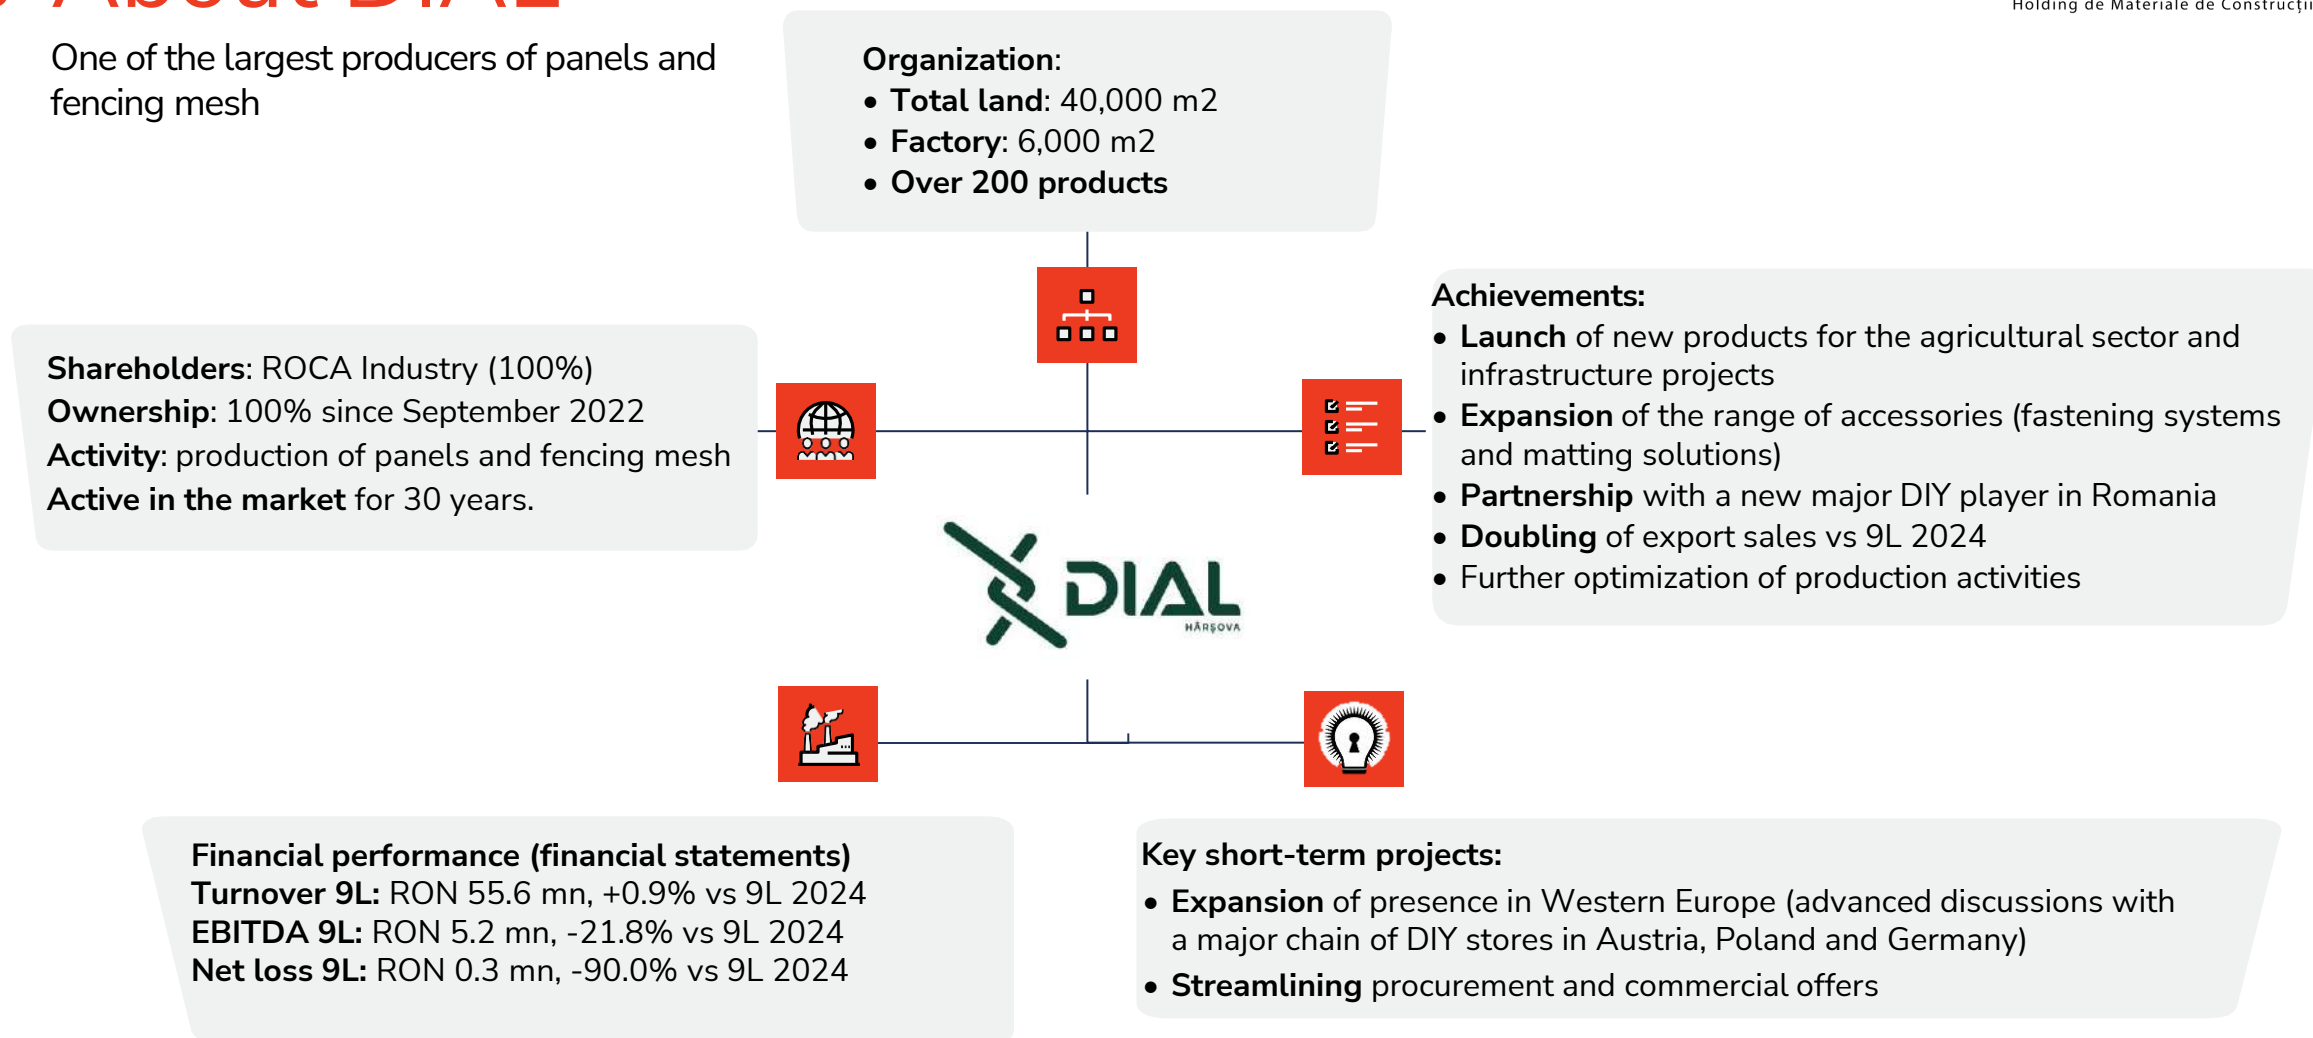 About DIAL
Holding de Materiale de Construcții
One of the largest producers of panels and
fencing mesh
Organization:
• Total land: 40,000 m2
• Factory: 6,000 m2
• Over 200 products
Shareholders: ROCA Industry (100%)
Ownership: 100% since September 2022
Activity: production of panels and fencing mesh
Active in the market for 30 years.
Achievements:
• Launch of new products for the agricultural sector and
infrastructure projects
• Expansion of the range of accessories (fastening systems
and matting solutions)
• Partnership with a new major DIY player in Romania
• Doubling of export sales vs 9L 2024
• Further optimization of production activities
DIAL
HÂRȘOVA
Financial performance (financial statements)
Turnover 9L: RON 55.6 mn, +0.9% vs 9L 2024
EBITDA 9L: RON 5.2 mn, -21.8% vs 9L 2024
Net loss 9L: RON 0.3 mn, -90.0% vs 9L 2024
Key short-term projects:
• Expansion of presence in Western Europe (advanced discussions with
a major chain of DIY stores in Austria, Poland and Germany)
• Streamlining procurement and commercial offers